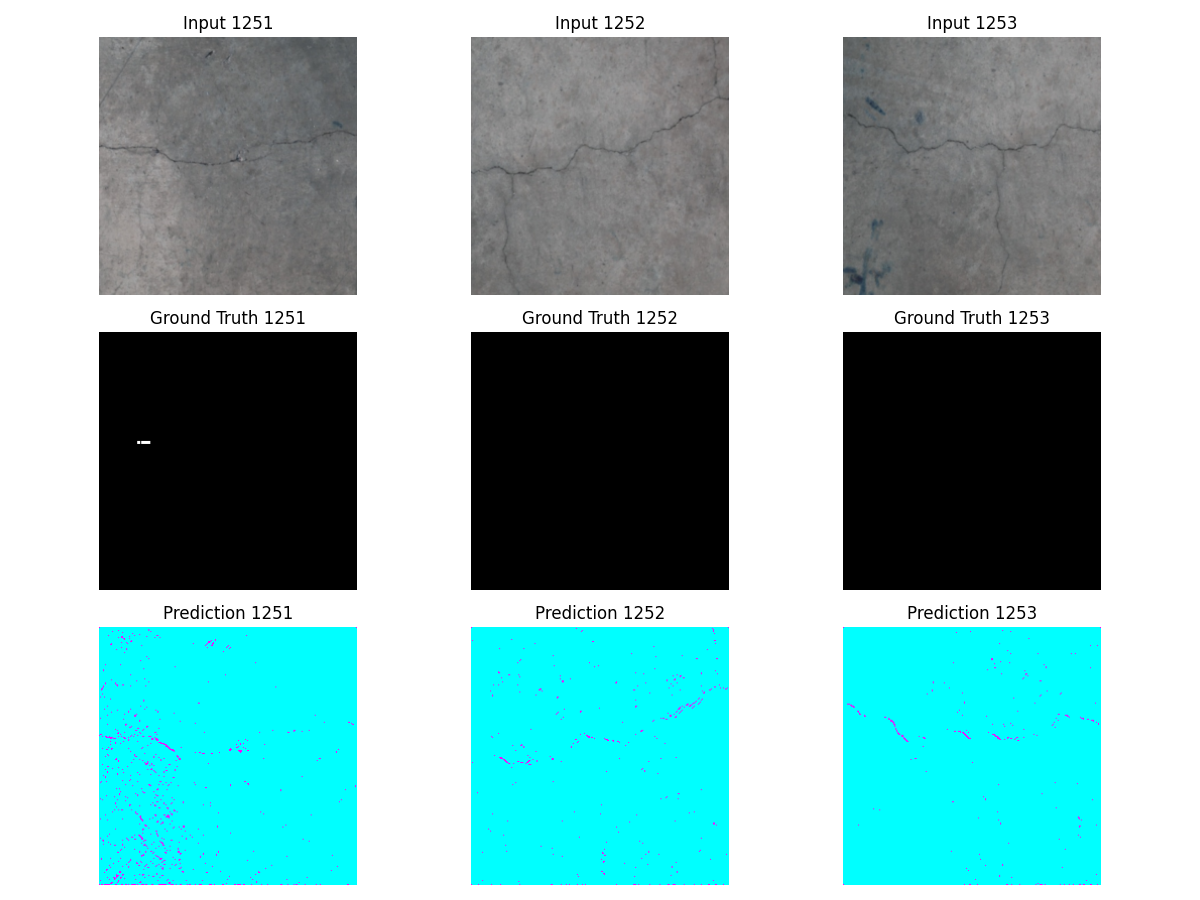 Input 1251
Input 1252
Input 1253
Ground Truth 1251
Ground Truth 1252
Ground Truth 1253
Prediction 1251
Prediction 1252
Prediction 1253